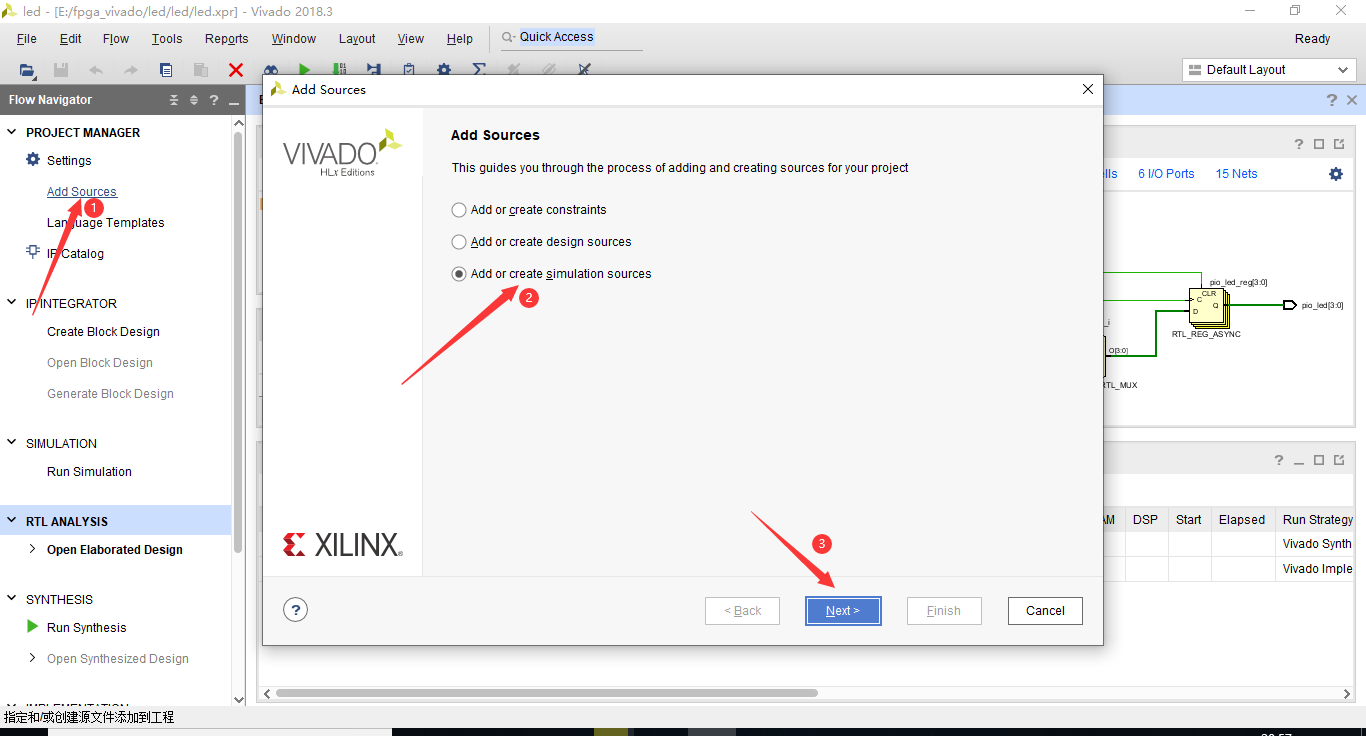 led - [E:/fpga_vivado/led/led/led.xpr] - Vivado 2018.3
File Edit Flow Tools Reports Window Layout View Help Quick Access Ready
Default Layout
Flow Navigator
PROJECT MANAGER
Settings
Add Sources
1
Language Templates
IP Catalog
IP INTEGRATOR
Create Block Design
Open Block Design
Generate Block Design
SIMULATION
Run Simulation
RTL ANALYSIS
Open Elaborated Design
SYNTHESIS
Run Synthesis
Open Synthesized Design
IMPLEMENTATION
Add Sources
VIVADO
HLx Editions
Add Sources
This guides you through the process of adding and creating sources for your project
Add or create constraints
Add or create design sources
Add or create simulation sources
2
3
XILINX
< Back Next > Finish Cancel
6 I/O Ports 15 Nets
pio_led_reg[3:0]
CLR
C
Q
D
pio_led[3:0]
RTL_REG_ASYNC
O[3:0]
RTL_MUX
DSP Start Elapsed Run Strategy
Vivado Synth
Vivado Imple
指定和/或创建源文件添加到工程